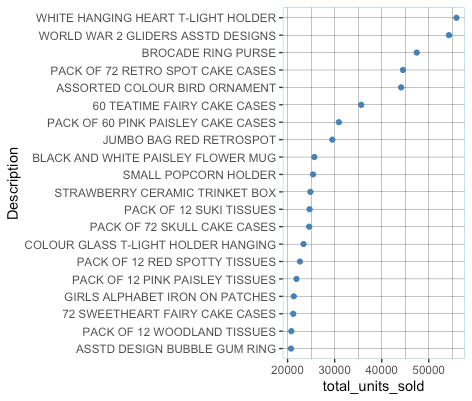 WHITE HANGING HEART T-LIGHT HOLDER
WORLD WAR 2 GLIDERS ASSTD DESIGNS
BROCADE RING PURSE
PACK OF 72 RETRO SPOT CAKE CASES
ASSORTED COLOUR BIRD ORNAMENT
60 TEATIME FAIRY CAKE CASES
PACK OF 60 PINK PAISLEY CAKE CASES
JUMBO BAG RED RETROSPOT
BLACK AND WHITE PAISLEY FLOWER MUG
SMALL POPCORN HOLDER
STRAWBERRY CERAMIC TRINKET BOX
PACK OF 12 SUKI TISSUES
PACK OF 72 SKULL CAKE CASES
COLOUR GLASS T-LIGHT HOLDER HANGING
PACK OF 12 RED SPOTTY TISSUES
PACK OF 12 PINK PAISLEY TISSUES
GIRLS ALPHABET IRON ON PATCHES
72 SWEETHEART FAIRY CAKE CASES
PACK OF 12 WOODLAND TISSUES
ASSTD DESIGN BUBBLE GUM RING
Description
20000 30000 40000 50000
total_units_sold